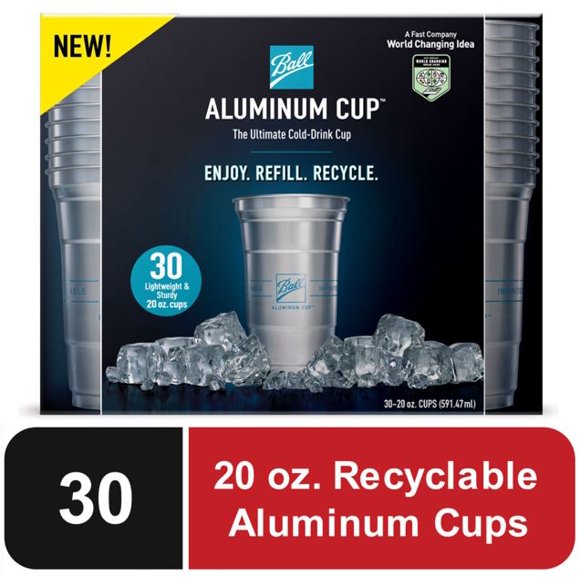 NEW!
Ball
A Fast Company
World Changing Idea
ALUMINUM CUP™
The Ultimate Cold-Drink Cup
ENJOY. REFILL. RECYCLE.
30
Lightweight &
Sturdy
20 oz. cups
Ball
ALUMINUM CUP™
30-20 oz. CUPS (591.47ml)
30
20 oz. Recyclable
Aluminum Cups